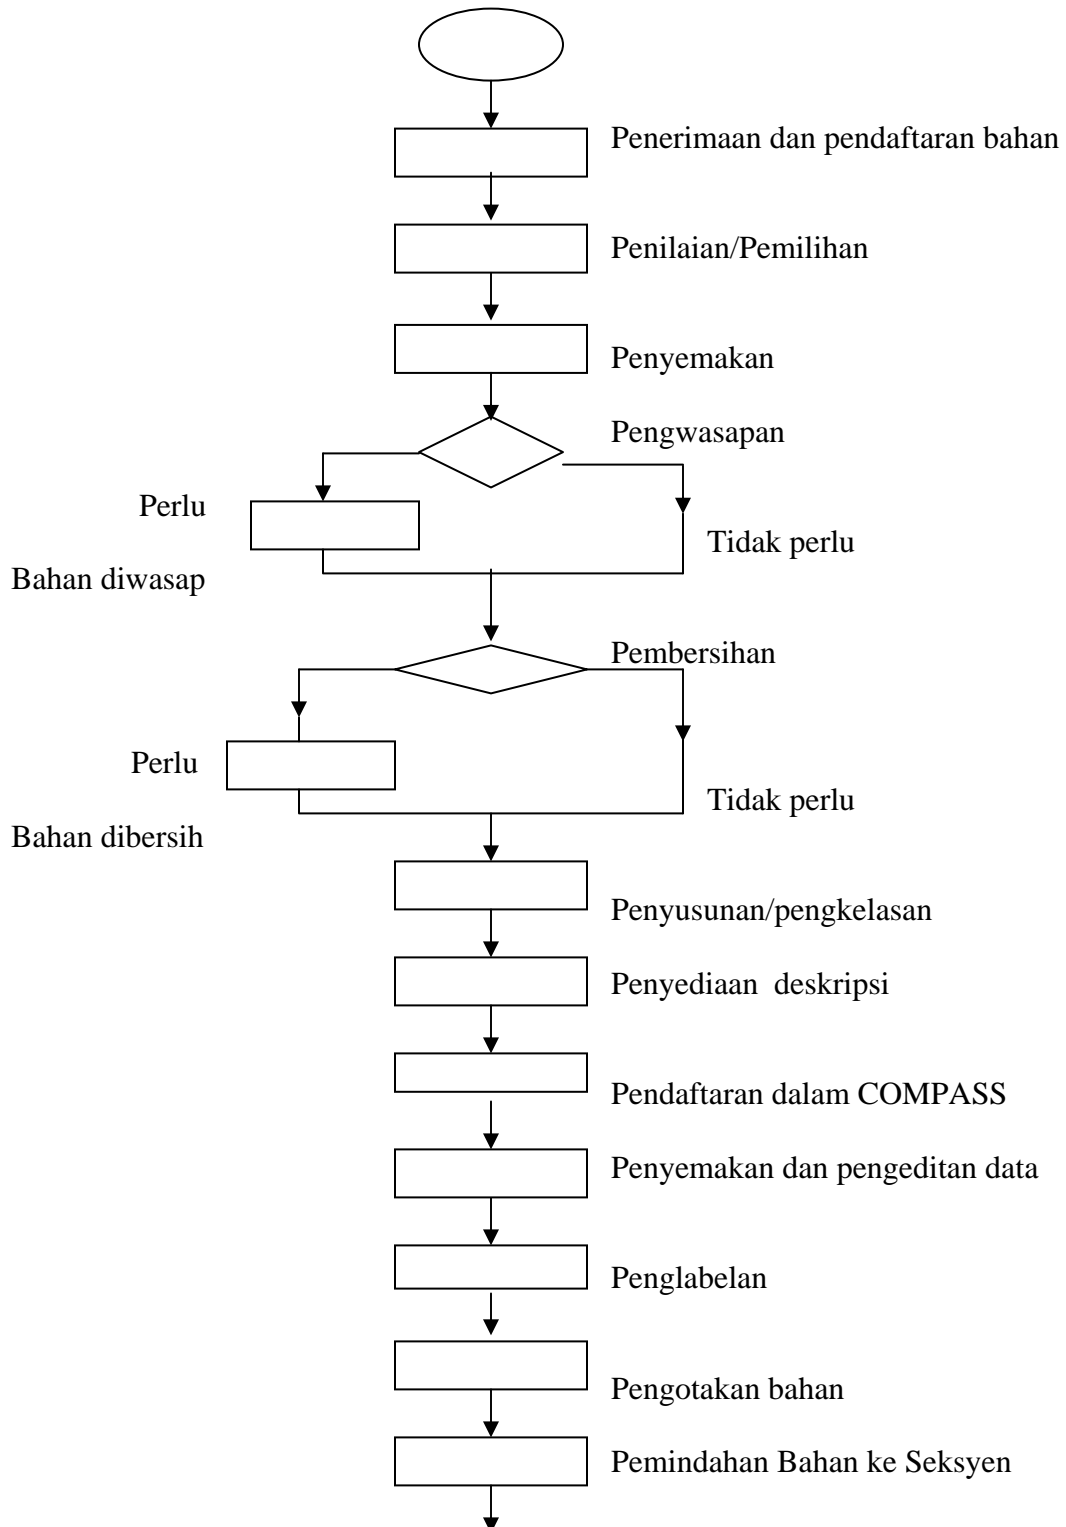 Penerimaan dan pendaftaran bahan
Penilaian/Pemilihan
Penyemakan
Pengwasapan
Perlu
Tidak perlu
Bahan diwasap
Pembersihan
Perlu
Tidak perlu
Bahan dibersih
Penyusunan/pengkelasan
Penyediaan deskripsi
Pendaftaran dalam COMPASS
Penyemakan dan pengeditan data
Penglabelan
Pengotakan bahan
Pemindahan Bahan ke Seksyen